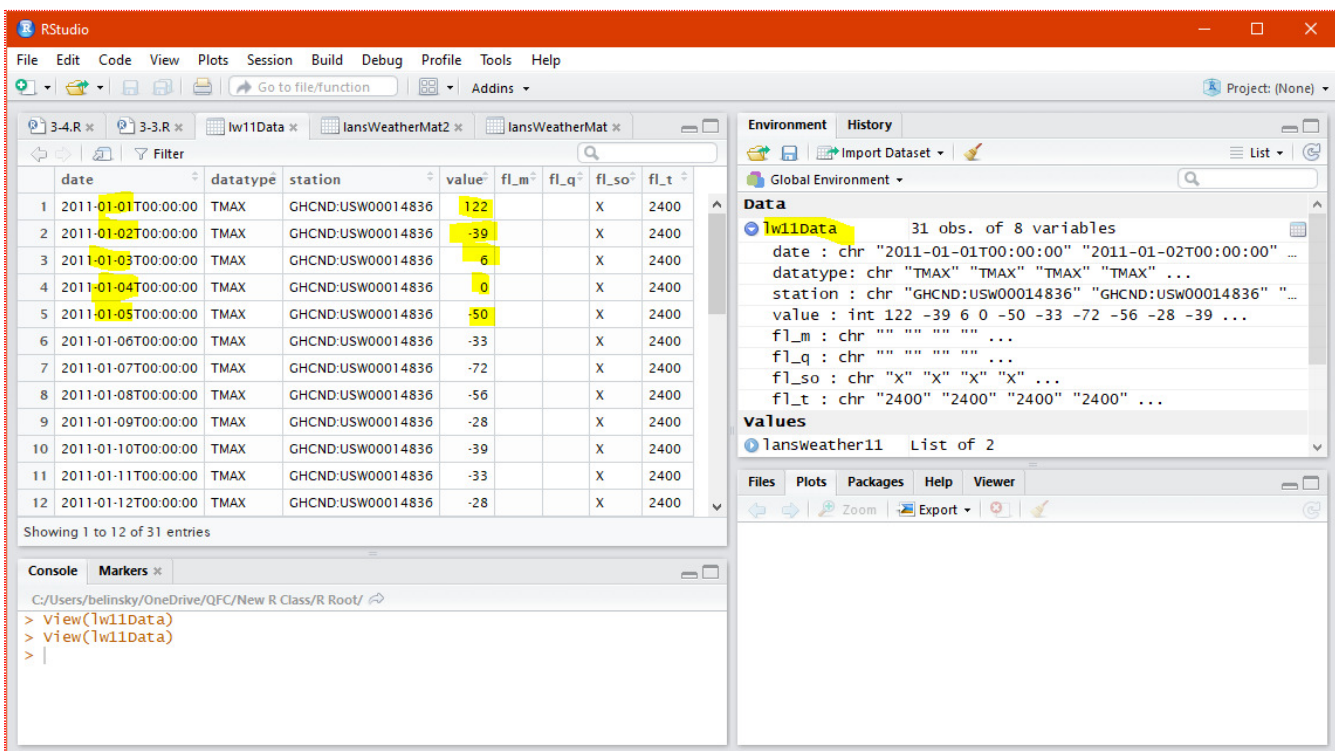 RStudio
File Edit Code View Plots Session Build Debug Profile Tools Help
Go to file/function Addins Project: (None)
3-4.R 3-3.R lw11Data lansWeatherMat2 lansWeatherMat
Filter
date datatype station value fl_m fl_q fl_so fl_t
1 2011-01-01T00:00:00 TMAX GHCND:USW00014836 122 X 2400
2 2011-01-02T00:00:00 TMAX GHCND:USW00014836 -39 X 2400
3 2011-01-03T00:00:00 TMAX GHCND:USW00014836 6 X 2400
4 2011-01-04T00:00:00 TMAX GHCND:USW00014836 0 X 2400
5 2011-01-05T00:00:00 TMAX GHCND:USW00014836 -50 X 2400
6 2011-01-06T00:00:00 TMAX GHCND:USW00014836 -33 X 2400
7 2011-01-07T00:00:00 TMAX GHCND:USW00014836 -72 X 2400
8 2011-01-08T00:00:00 TMAX GHCND:USW00014836 -56 X 2400
9 2011-01-09T00:00:00 TMAX GHCND:USW00014836 -28 X 2400
10 2011-01-10T00:00:00 TMAX GHCND:USW00014836 -39 X 2400
11 2011-01-11T00:00:00 TMAX GHCND:USW00014836 -33 X 2400
12 2011-01-12T00:00:00 TMAX GHCND:USW00014836 -28 X 2400
Showing 1 to 12 of 31 entries
Console Markers
C:/Users/belinsky/OneDrive/QFC/New R Class/R Root/
> View(lw11Data)
> View(lw11Data)
>
Environment History
Import Dataset List
Global Environment
Data
lw11Data 31 obs. of 8 variables
date : chr "2011-01-01T00:00:00" "2011-01-02T00:00:00" ...
datatype: chr "TMAX" "TMAX" "TMAX" "TMAX" ...
station : chr "GHCND:USW00014836" "GHCND:USW00014836" "...
value : int 122 -39 6 0 -50 -33 -72 -56 -28 -39 ...
fl_m : chr "" "" "" "" ...
fl_q : chr "" "" "" "" ...
fl_so : chr "X" "X" "X" "X" ...
fl_t : chr "2400" "2400" "2400" "2400" ...
Values
lansWeather11 List of 2
Files Plots Packages Help Viewer
Zoom Export